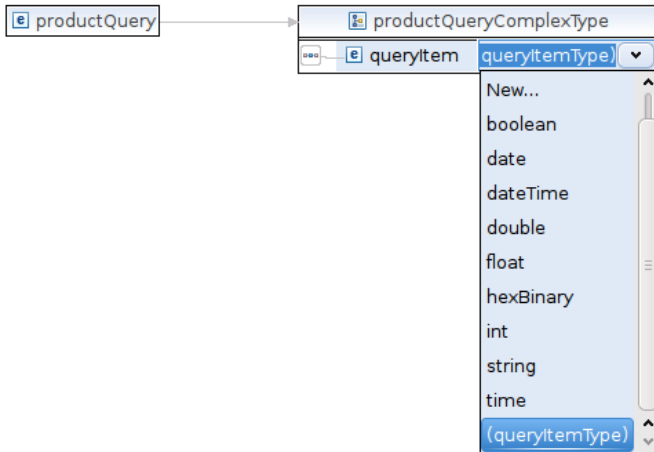 e productQuery
productQueryComplexType
e queryItem queryItemType)
New...
boolean
date
dateTime
double
float
hexBinary
int
string
time
(queryItemType)